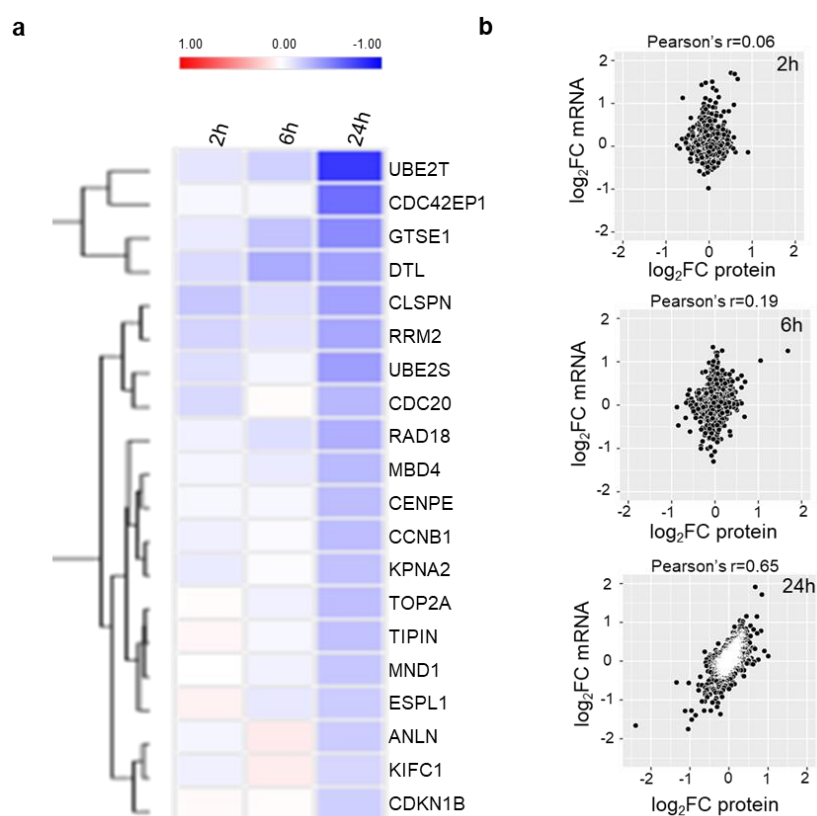 a
1.00 0.00 -1.00
2h 6h 24h
UBE2T
CDC42EP1
GTSE1
DTL
CLSPN
RRM2
UBE2S
CDC20
RAD18
MBD4
CENPE
CCNB1
KPNA2
TOP2A
TIPIN
MND1
ESPL1
ANLN
KIFC1
CDKN1B
b
Pearson's r=0.06
2h
log2FC mRNA
2
1
0
-1
-2
-2 -1 0 1 2
log2FC protein
Pearson's r=0.19
6h
log2FC mRNA
2
1
0
-1
-2
-2 -1 0 1 2
log2FC protein
Pearson's r=0.65
24h
log2FC mRNA
2
1
0
-1
-2
-2 -1 0 1 2
log2FC protein